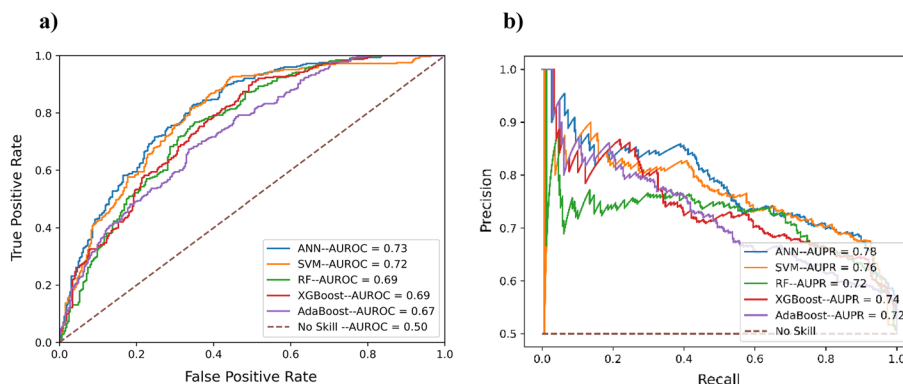 a)
1.0
0.8
0.6
0.4
0.2
0.0
True Positive Rate
ANN--AUROC = 0.73
SVM--AUROC = 0.72
RF--AUROC = 0.69
XGBoost--AUROC = 0.69
AdaBoost--AUROC = 0.67
No Skill --AUROC = 0.50
0.0 0.2 0.4 0.6 0.8 1.0
False Positive Rate
b)
1.0
0.9
0.8
0.7
0.6
0.5
Precision
ANN--AUPR = 0.78
SVM--AUPR = 0.76
RF--AUPR = 0.72
XGBoost--AUPR = 0.74
AdaBoost--AUPR = 0.72
No Skill
0.0 0.2 0.4 0.6 0.8 1.0
Recall